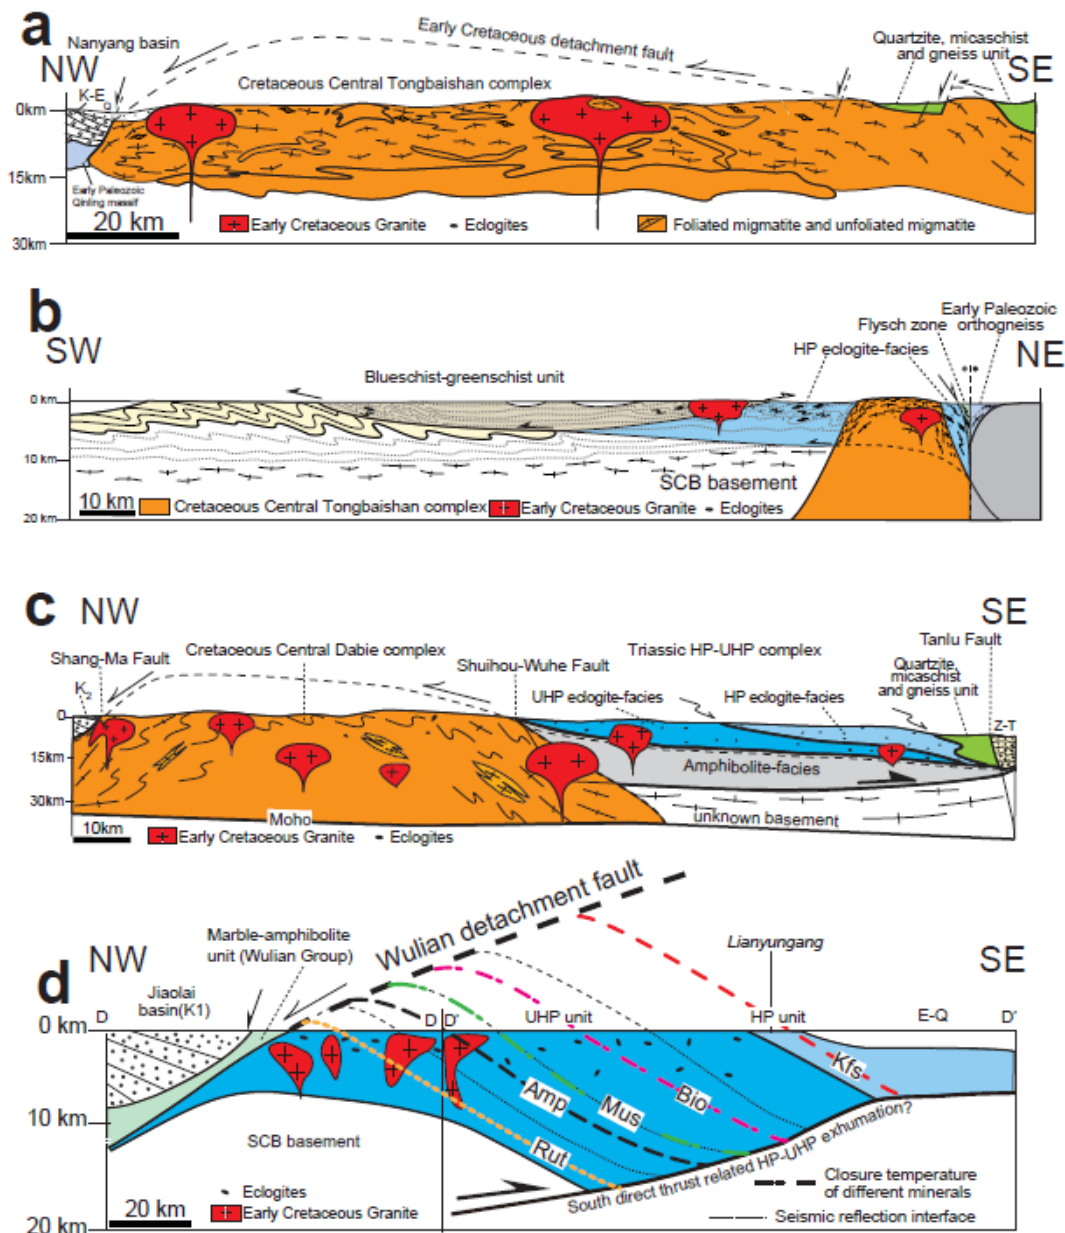 a
Nanyang basin
NW
Early Cretaceous detachment fault
Quartzite, micaschist
and gneiss unit
SE
K-E
Q
Cretaceous Central Tongbaishan complex
0km
15km
30km
Early Paleozoic
Qinling massif
20 km
Early Cretaceous Granite
Eclogites
Foliated migmatite and unfoliated migmatite
b
SW
Early Paleozoic
Flysch zone orthogneiss
HP eclogite-facies
NE
Blueschist-greenschist unit
0 km
10 km
20 km
SCB basement
10 km
Cretaceous Central Tongbaishan complex
Early Cretaceous Granite
Eclogites
c
NW
SE
Shang-Ma Fault
Cretaceous Central Dabie complex
Shuihou-Wuhe Fault
Triassic HP-UHP complex
Tanlu Fault
Quartzite,
micaschist
and gneiss unit
K2
UHP eclogite-facies
HP eclogite-facies
Z-T
0
15km
30km
Amphibolite-facies
Moho
unknown basement
10km
Early Cretaceous Granite
Eclogites
d
NW
Marble-amphibolite
unit (Wulian Group)
Wulian detachment fault
Lianyungang
SE
Jiaolai
basin(K1)
D
D
D'
UHP unit
HP unit
E-Q
D'
0 km
10 km
20 km
Kfs
Bio
Mus
Amp
Rut
SCB basement
South direct thrust related HP-UHP exhumation?
Eclogites
Early Cretaceous Granite
20 km
Closure temperature
of different minerals
Seismic reflection interface